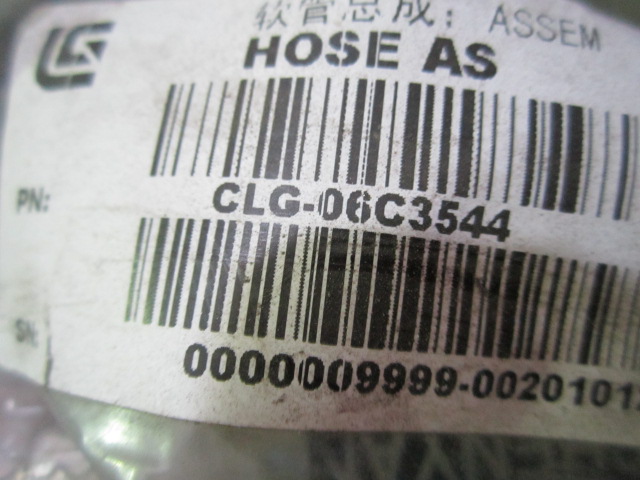 软管总成；ASSEM
HOSE AS
PN:
CLG-06C3544
SN:
0000009999-0020101